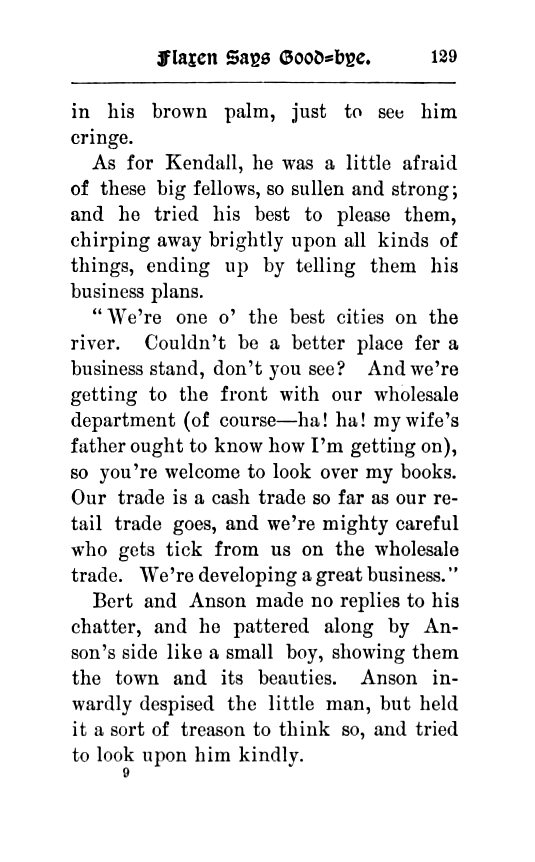 Flaxen Says Good=bye. 129
in his brown palm, just to see him
cringe.
As for Kendall, he was a little afraid
of these big fellows, so sullen and strong;
and he tried his best to please them,
chirping away brightly upon all kinds of
things, ending up by telling them his
business plans.
“We’re one o’ the best cities on the
river. Couldn’t be a better place fer a
business stand, don’t you see? And we’re
getting to the front with our wholesale
department (of course—ha! ha! my wife’s
father ought to know how I’m getting on),
so you’re welcome to look over my books.
Our trade is a cash trade so far as our re-
tail trade goes, and we’re mighty careful
who gets tick from us on the wholesale
trade. We’re developing a great business.”
Bert and Anson made no replies to his
chatter, and he pattered along by An-
son’s side like a small boy, showing them
the town and its beauties. Anson in-
wardly despised the little man, but held
it a sort of treason to think so, and tried
to look upon him kindly.
9